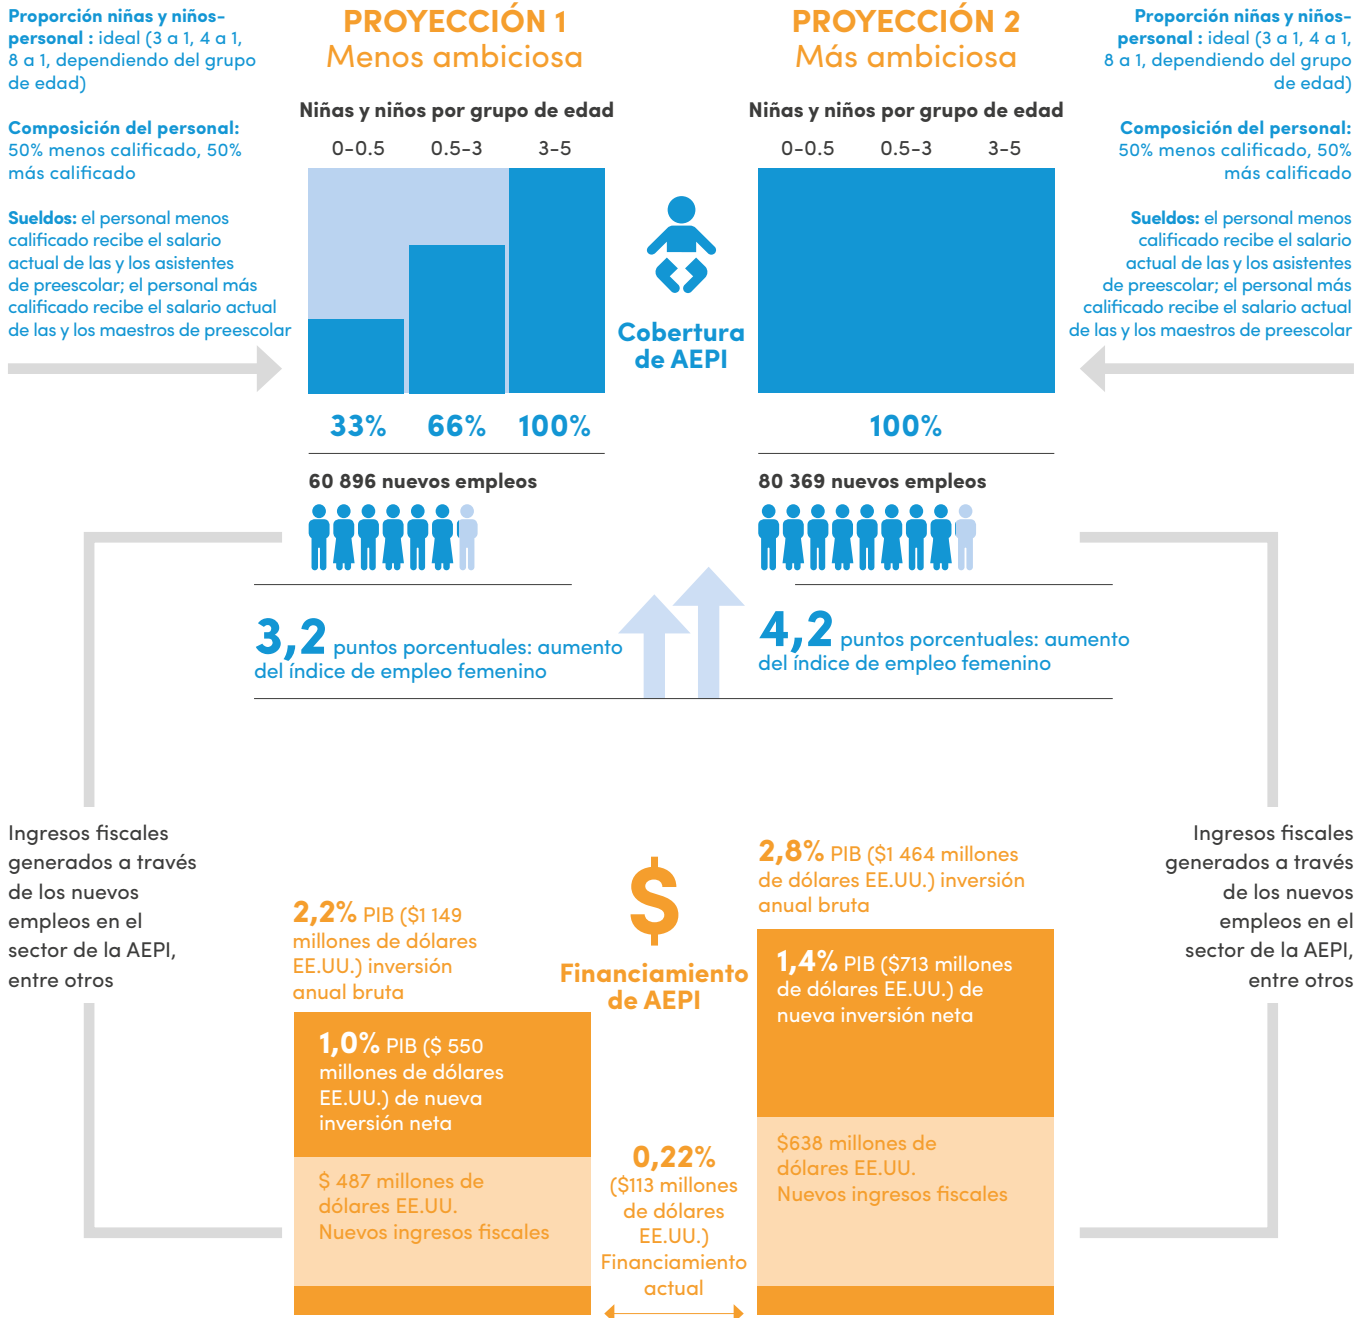 Proporción niñas y niños-
personal : ideal (3 a 1, 4 a 1,
8 a 1, dependiendo del grupo
de edad)
Composición del personal:
50% menos calificado, 50%
más calificado
Sueldos: el personal menos
calificado recibe el salario
actual de las y los asistentes
de preescolar; el personal más
calificado recibe el salario actual
de las y los maestros de preescolar
PROYECCIÓN 1
Menos ambiciosa
Niñas y niños por grupo de edad
0-0.5 0.5-3 3-5
33% 66% 100%
60 896 nuevos empleos
3,2 puntos porcentuales: aumento
del índice de empleo femenino
Cobertura
de AEPI
PROYECCIÓN 2
Más ambiciosa
Niñas y niños por grupo de edad
0-0.5 0.5-3 3-5
100%
80 369 nuevos empleos
4,2 puntos porcentuales: aumento
del índice de empleo femenino
Proporción niñas y niños-
personal : ideal (3 a 1, 4 a 1,
8 a 1, dependiendo del grupo
de edad)
Composición del personal:
50% menos calificado, 50%
más calificado
Sueldos: el personal menos
calificado recibe el salario
actual de las y los asistentes
de preescolar; el personal más
calificado recibe el salario actual
de las y los maestros de preescolar
Ingresos fiscales
generados a través
de los nuevos
empleos en el
sector de la AEPI,
entre otros
2,2% PIB ($1 149
millones de dólares
EE.UU.) inversión
anual bruta
1,0% PIB ($ 550
millones de dólares
EE.UU.) de nueva
inversión neta
$ 487 millones de
dólares EE.UU.
Nuevos ingresos fiscales
$
Financiamiento
de AEPI
0,22%
($113 millones
de dólares
EE.UU.)
Financiamiento
actual
2,8% PIB ($1 464 millones
de dólares EE.UU.) inversión
anual bruta
1,4% PIB ($713 millones
de dólares EE.UU.) de
nueva inversión neta
$638 millones de
dólares EE.UU.
Nuevos ingresos fiscales
Ingresos fiscales
generados a través
de los nuevos
empleos en el
sector de la AEPI,
entre otros